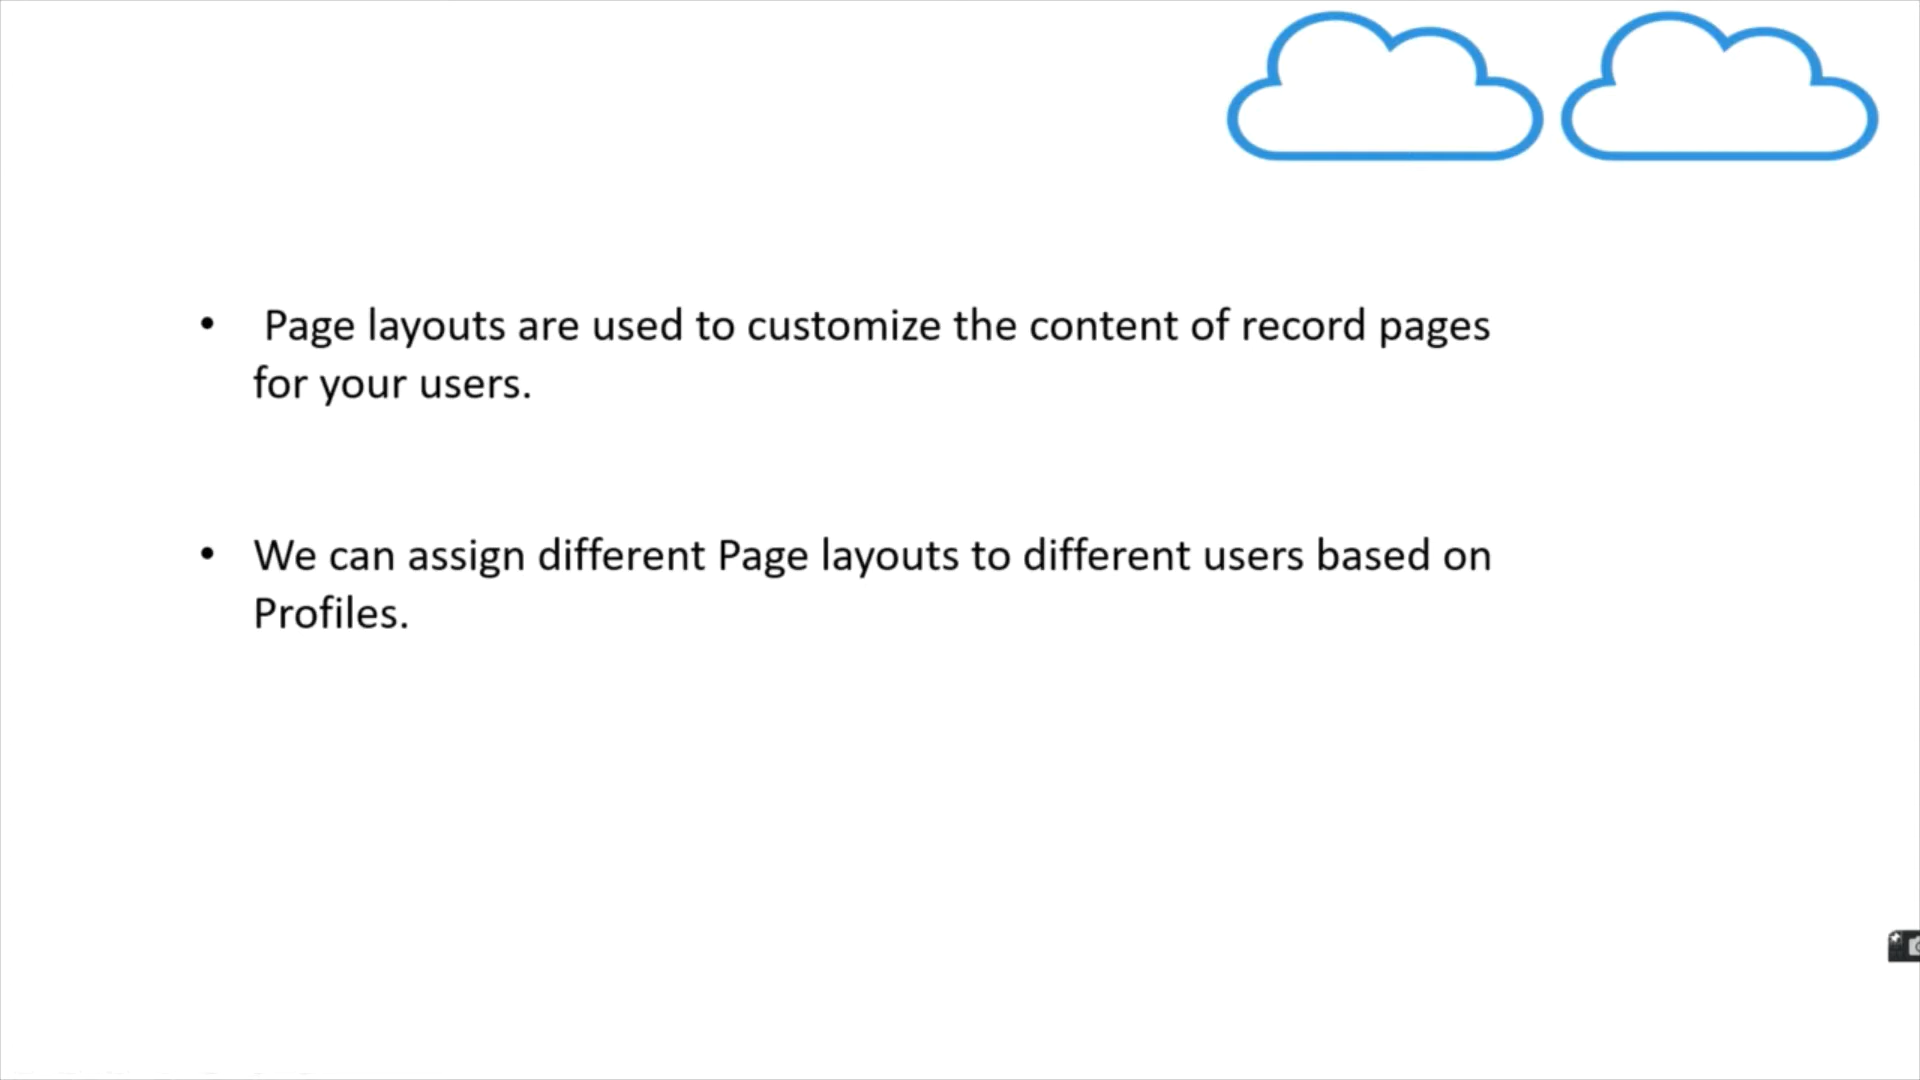 • Page layouts are used to customize the content of record pages
for your users.
• We can assign different Page layouts to different users based on
Profiles.